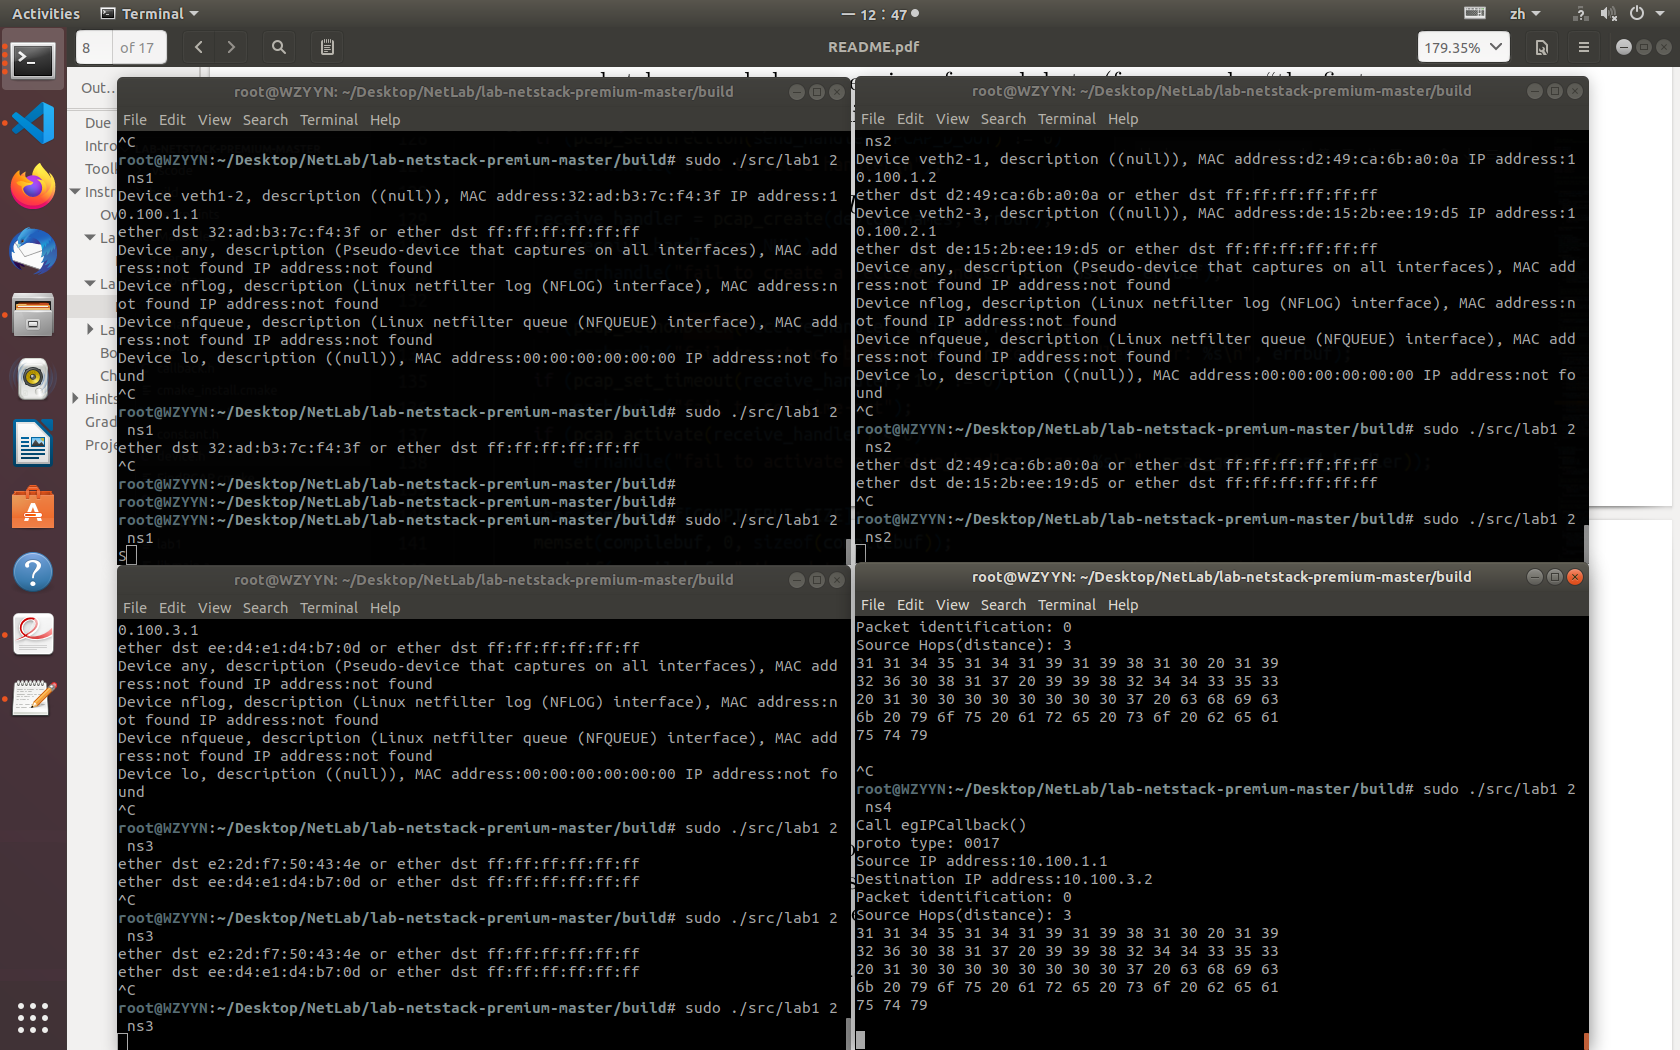 Activities Terminal 12 : 47 zh
8 of 17 README.pdf 179.35%
Out...
Due
Intro
Toolk
Instr
Ov
La
La
La
Bo
Ch
Hints
Grad
Proje
root@WZYYN: ~/Desktop/NetLab/lab-netstack-premium-master/build
File Edit View Search Terminal Help
^C
root@WZYYN:~/Desktop/NetLab/lab-netstack-premium-master/build# sudo ./src/lab1 2
 ns1
Device veth1-2, description ((null)), MAC address:32:ad:b3:7c:f4:3f IP address:1
0.100.1.1
ether dst 32:ad:b3:7c:f4:3f or ether dst ff:ff:ff:ff:ff:ff
Device any, description (Pseudo-device that captures on all interfaces), MAC add
ress:not found IP address:not found
Device nflog, description (Linux netfilter log (NFLOG) interface), MAC address:n
ot found IP address:not found
Device nfqueue, description (Linux netfilter queue (NFQUEUE) interface), MAC add
ress:not found IP address:not found
Device lo, description ((null)), MAC address:00:00:00:00:00:00 IP address:not fo
und
^C
root@WZYYN:~/Desktop/NetLab/lab-netstack-premium-master/build# sudo ./src/lab1 2
 ns1
ether dst 32:ad:b3:7c:f4:3f or ether dst ff:ff:ff:ff:ff:ff
^C
root@WZYYN:~/Desktop/NetLab/lab-netstack-premium-master/build#
root@WZYYN:~/Desktop/NetLab/lab-netstack-premium-master/build#
root@WZYYN:~/Desktop/NetLab/lab-netstack-premium-master/build# sudo ./src/lab1 2
 ns1
S
root@WZYYN: ~/Desktop/NetLab/lab-netstack-premium-master/build
File Edit View Search Terminal Help
 ns2
Device veth2-1, description ((null)), MAC address:d2:49:ca:6b:a0:0a IP address:1
0.100.1.2
ether dst d2:49:ca:6b:a0:0a or ether dst ff:ff:ff:ff:ff:ff
Device veth2-3, description ((null)), MAC address:de:15:2b:ee:19:d5 IP address:1
0.100.2.1
ether dst de:15:2b:ee:19:d5 or ether dst ff:ff:ff:ff:ff:ff
Device any, description (Pseudo-device that captures on all interfaces), MAC add
ress:not found IP address:not found
Device nflog, description (Linux netfilter log (NFLOG) interface), MAC address:n
ot found IP address:not found
Device nfqueue, description (Linux netfilter queue (NFQUEUE) interface), MAC add
ress:not found IP address:not found
Device lo, description ((null)), MAC address:00:00:00:00:00:00 IP address:not fo
und
^C
root@WZYYN:~/Desktop/NetLab/lab-netstack-premium-master/build# sudo ./src/lab1 2
 ns2
ether dst d2:49:ca:6b:a0:0a or ether dst ff:ff:ff:ff:ff:ff
ether dst de:15:2b:ee:19:d5 or ether dst ff:ff:ff:ff:ff:ff
^C
root@WZYYN:~/Desktop/NetLab/lab-netstack-premium-master/build# sudo ./src/lab1 2
 ns2
root@WZYYN: ~/Desktop/NetLab/lab-netstack-premium-master/build
File Edit View Search Terminal Help
0.100.3.1
ether dst ee:d4:e1:d4:b7:0d or ether dst ff:ff:ff:ff:ff:ff
Device any, description (Pseudo-device that captures on all interfaces), MAC add
ress:not found IP address:not found
Device nflog, description (Linux netfilter log (NFLOG) interface), MAC address:n
ot found IP address:not found
Device nfqueue, description (Linux netfilter queue (NFQUEUE) interface), MAC add
ress:not found IP address:not found
Device lo, description ((null)), MAC address:00:00:00:00:00:00 IP address:not fo
und
^C
root@WZYYN:~/Desktop/NetLab/lab-netstack-premium-master/build# sudo ./src/lab1 2
 ns3
ether dst e2:2d:f7:50:43:4e or ether dst ff:ff:ff:ff:ff:ff
ether dst ee:d4:e1:d4:b7:0d or ether dst ff:ff:ff:ff:ff:ff
^C
root@WZYYN:~/Desktop/NetLab/lab-netstack-premium-master/build# sudo ./src/lab1 2
 ns3
ether dst e2:2d:f7:50:43:4e or ether dst ff:ff:ff:ff:ff:ff
ether dst ee:d4:e1:d4:b7:0d or ether dst ff:ff:ff:ff:ff:ff
^C
root@WZYYN:~/Desktop/NetLab/lab-netstack-premium-master/build# sudo ./src/lab1 2
 ns3
root@WZYYN: ~/Desktop/NetLab/lab-netstack-premium-master/build
File Edit View Search Terminal Help
Packet identification: 0
Source Hops(distance): 3
31 31 34 35 31 34 31 39 31 39 38 31 30 20 31 39
32 36 30 38 31 37 20 39 39 38 32 34 34 33 35 33
20 31 30 30 30 30 30 30 30 30 37 20 63 68 69 63
6b 20 79 6f 75 20 61 72 65 20 73 6f 20 62 65 61
75 74 79
^C
root@WZYYN:~/Desktop/NetLab/lab-netstack-premium-master/build# sudo ./src/lab1 2
 ns4
Call egIPCallback()
proto type: 0017
Source IP address:10.100.1.1
Destination IP address:10.100.3.2
Packet identification: 0
Source Hops(distance): 3
31 31 34 35 31 34 31 39 31 39 38 31 30 20 31 39
32 36 30 38 31 37 20 39 39 38 32 34 34 33 35 33
20 31 30 30 30 30 30 30 30 30 37 20 63 68 69 63
6b 20 79 6f 75 20 61 72 65 20 73 6f 20 62 65 61
75 74 79